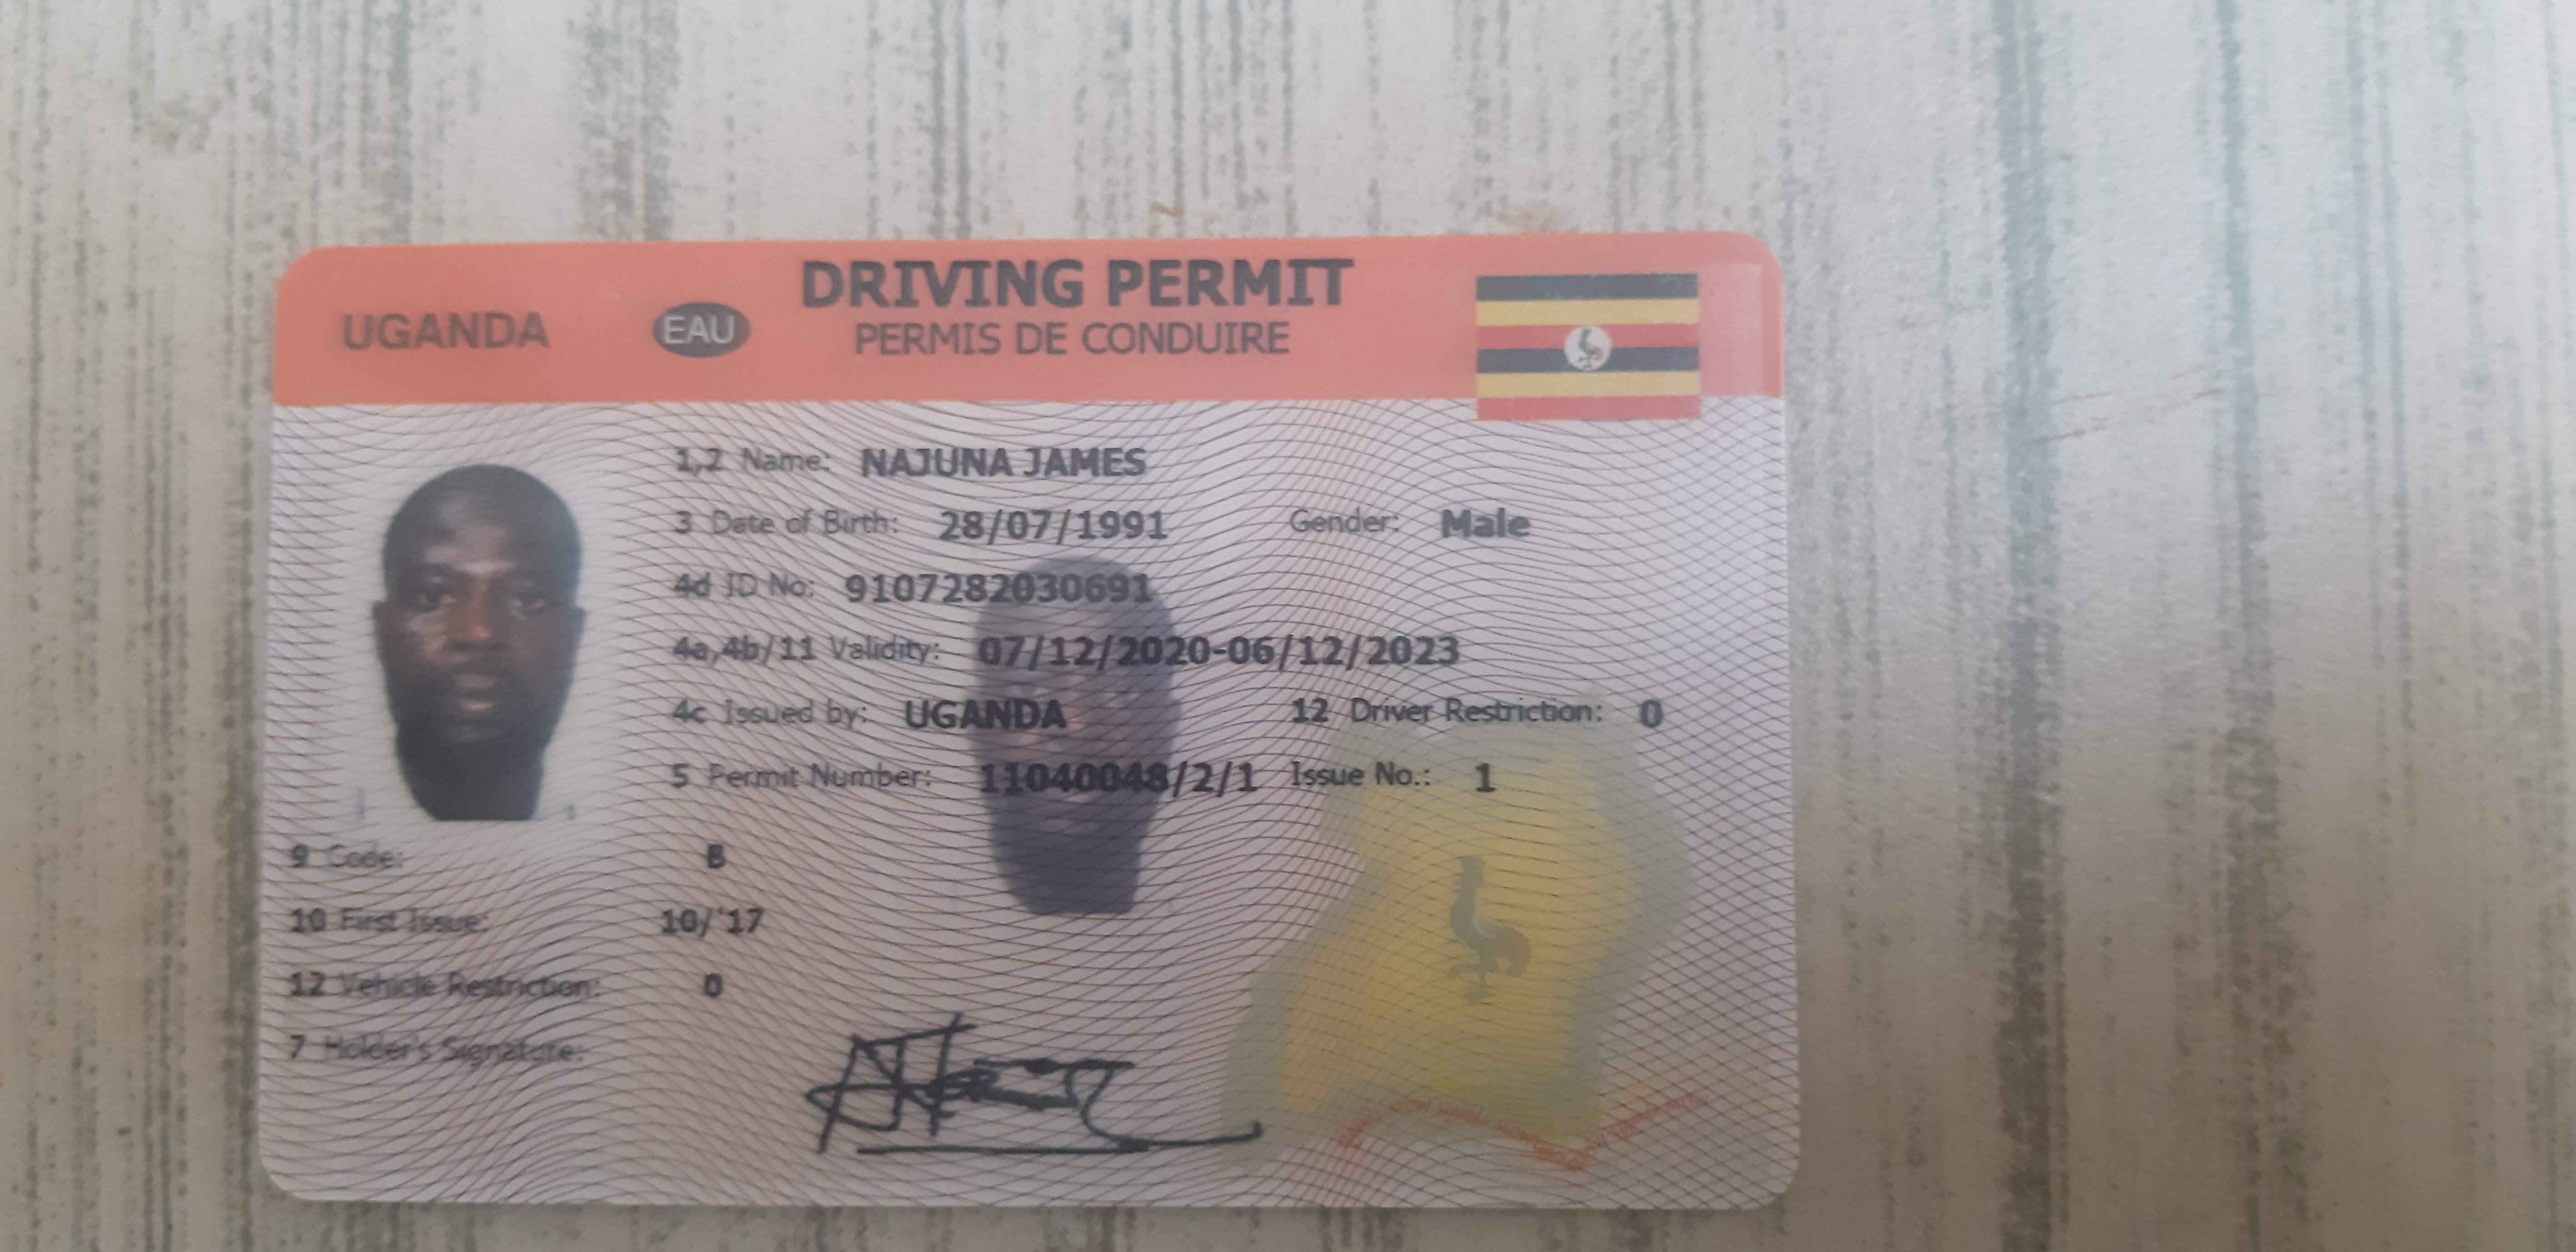 DRIVING PERMIT
UGANDA EAU PERMIS DE CONDUIRE
1,2 Name: NAJUNA JAMES
3 Date of Birth: 28/07/1991 Gender: Male
4d ID No: 9107282030691
4a,4b/11 Validity: 07/12/2020-06/12/2023
4c Issued by: UGANDA 12 Driver Restriction: 0
5 Permit Number: 11040048/2/1 Issue No.: 1
9 Code: B
10 First Issue: 10/'17
12 Vehicle Restriction: 0
7 Holder's Signature: